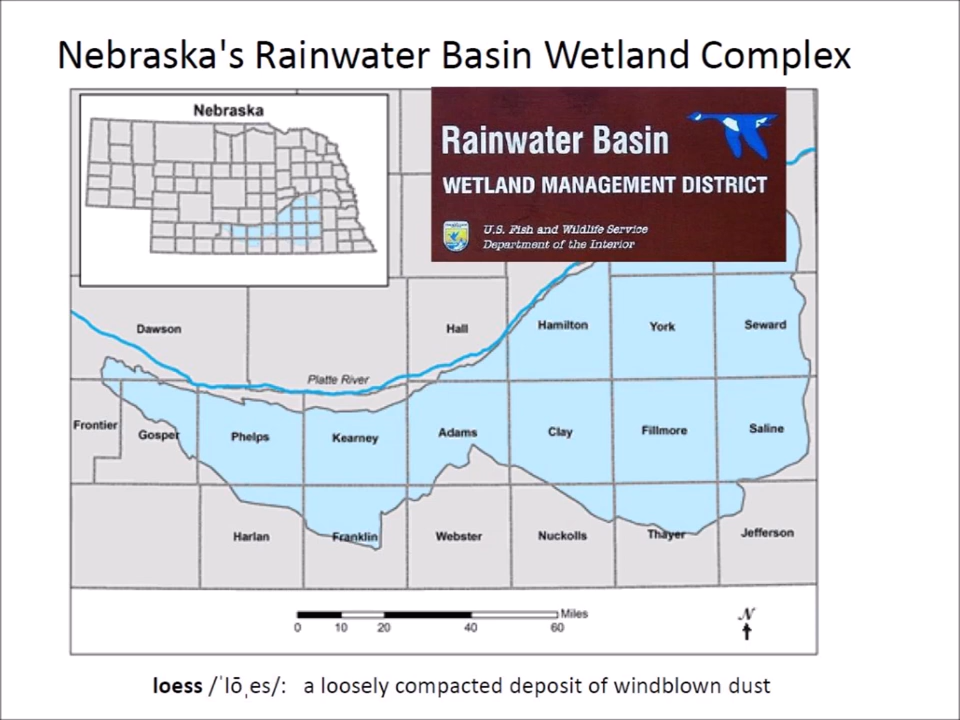 Nebraska's Rainwater Basin Wetland Complex
Nebraska
Rainwater Basin
WETLAND MANAGEMENT DISTRICT
U.S. Fish and Wildlife Service
Department of the Interior
Dawson
Hall
Hamilton
York
Seward
Platte River
Frontier
Gosper
Phelps
Kearney
Adams
Clay
Fillmore
Saline
Harlan
Franklin
Webster
Nuckolls
Thayer
Jefferson
Miles
0 10 20 40 60
N
loess /ˈlōˌes/: a loosely compacted deposit of windblown dust